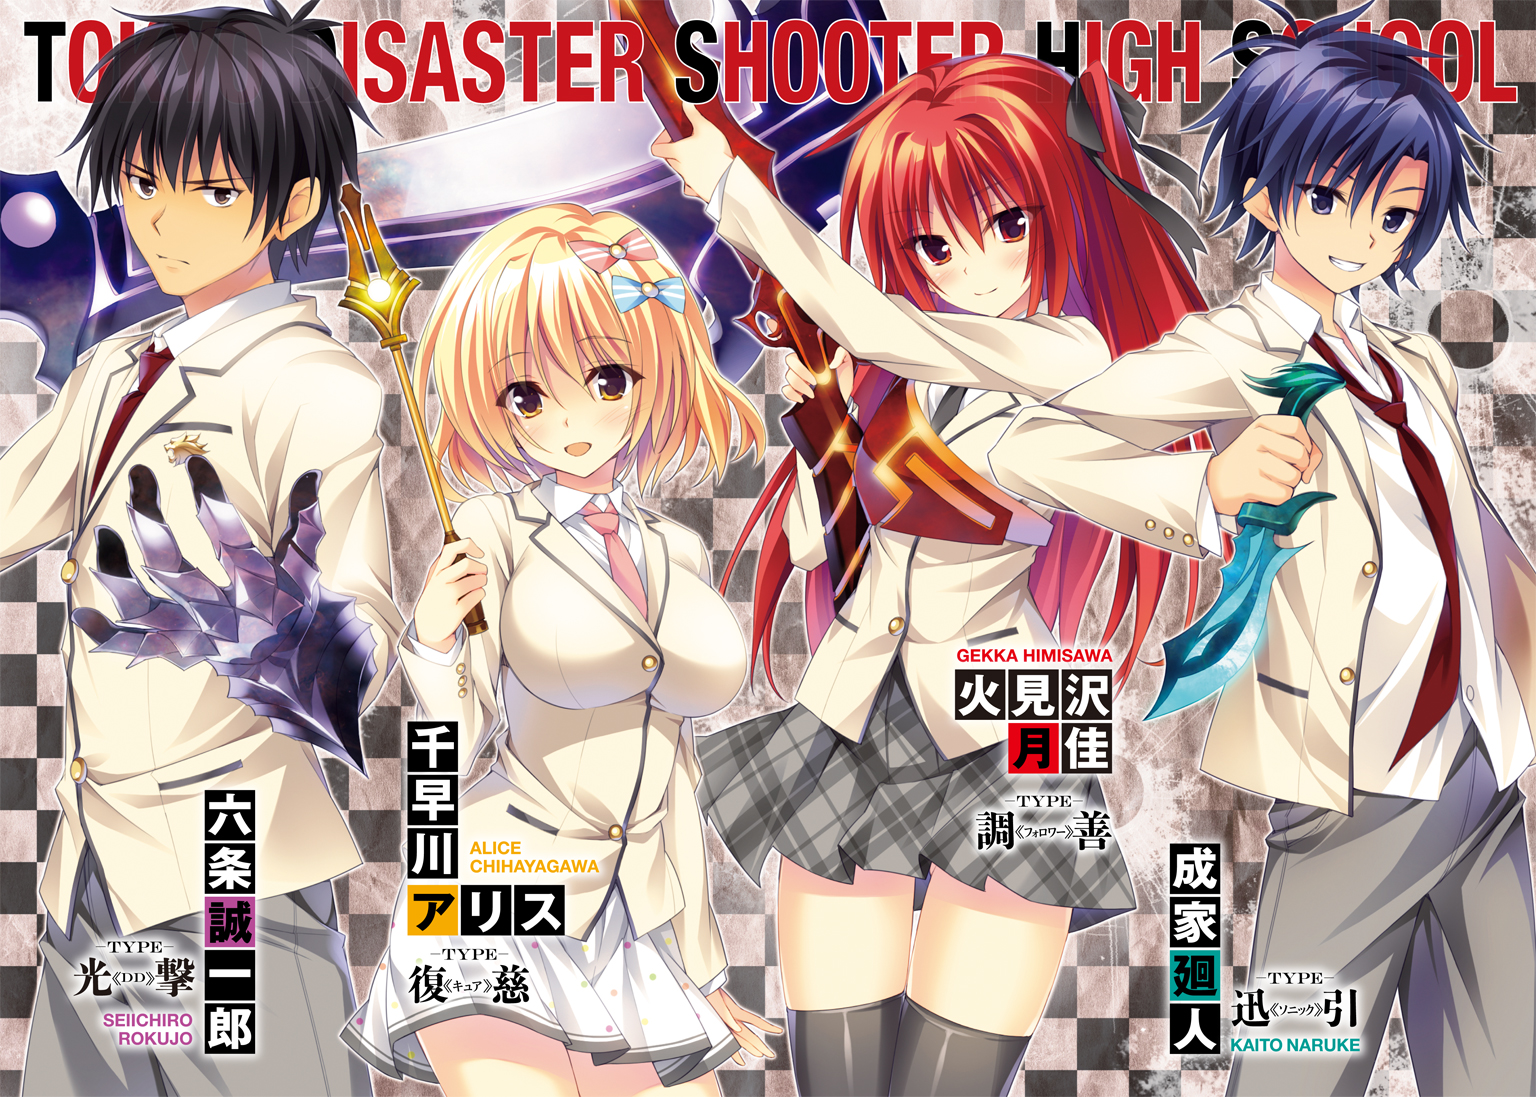 DISASTER SHOOTER HIGH SCHOOL
GEKKA HIMISAWA
火見沢
月佳
—TYPE—
調《フォロワー》善
千早川
アリス
ALICE
CHIHAYAGAWA
—TYPE—
復《キュア》慈
六条誠一郎
—TYPE—
光《DD》撃
SEIICHIRO
ROKUJO
成家廻人
—TYPE—
迅《ソニック》引
KAITO NARUKE